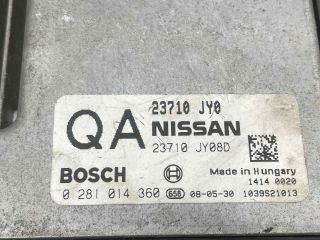 23710 JY0
QA NISSAN
23710 JY08D
BOSCH Made in Hungary
1414 0020
0 281 014 360 656 08-05-30 1039S21013